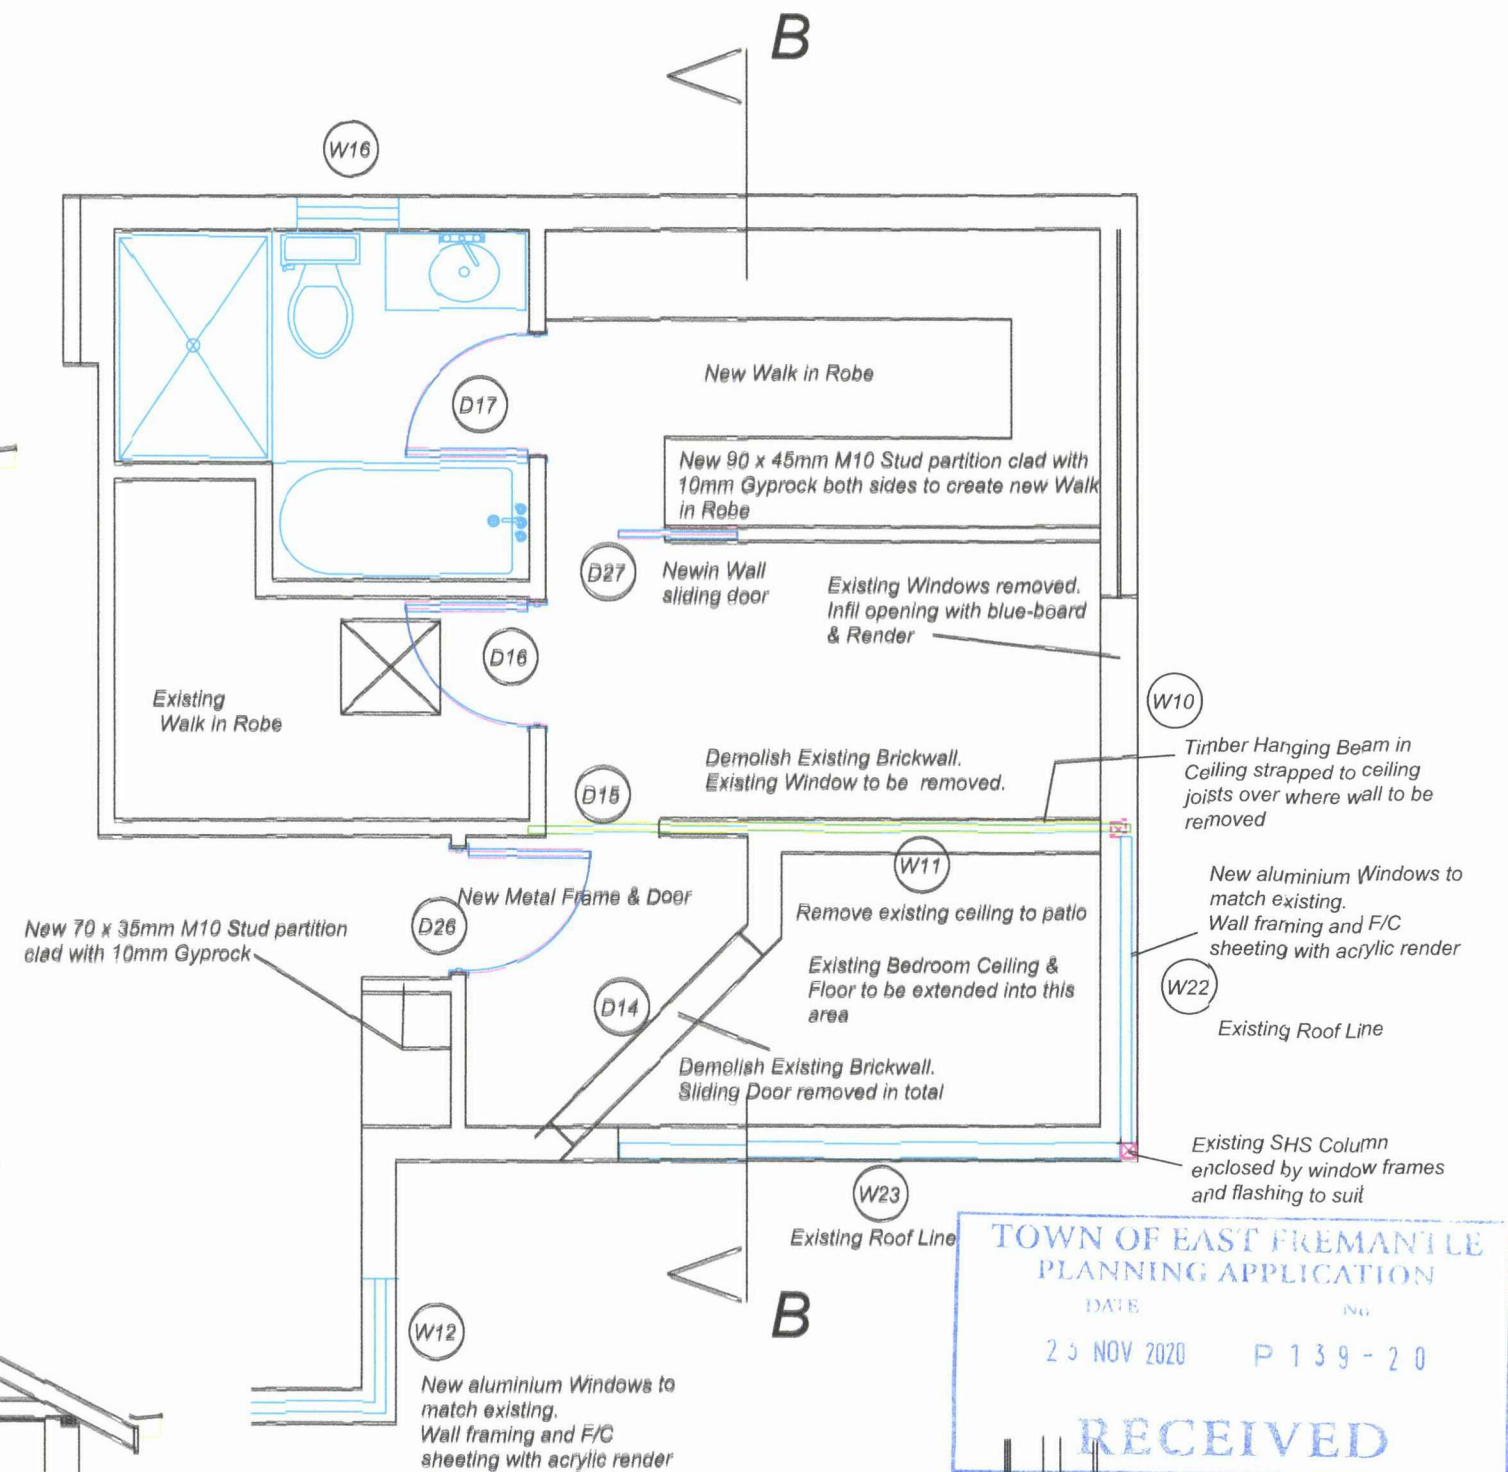 B
W16
D17
New Walk in Robe
New 90 x 45mm M10 Stud partition clad with
10mm Gyprock both sides to create new Walk
in Robe
D27
Newin Wall
sliding door
Existing Windows removed.
Infil opening with blue-board
& Render
D16
Existing
Walk in Robe
W10
Timber Hanging Beam in
Ceiling strapped to ceiling
joists over where wall to be
removed
Demolish Existing Brickwall.
Existing Window to be removed.
D15
W11
New aluminium Windows to
match existing.
Wall framing and F/C
sheeting with acrylic render
New Metal Frame & Door
Remove existing ceiling to patio
D26
New 70 x 35mm M10 Stud partition
clad with 10mm Gyprock
Existing Bedroom Ceiling &
Floor to be extended into this
area
W22
D14
Existing Roof Line
Demolish Existing Brickwall.
Sliding Door removed in total
Existing SHS Column
enclosed by window frames
and flashing to suit
W23
Existing Roof Line
B
W12
New aluminium Windows to
match existing.
Wall framing and F/C
sheeting with acrylic render
TOWN OF EAST FREMANTLE
PLANNING APPLICATION
DATE No
NOV 2020 P139-20
RECEIVED